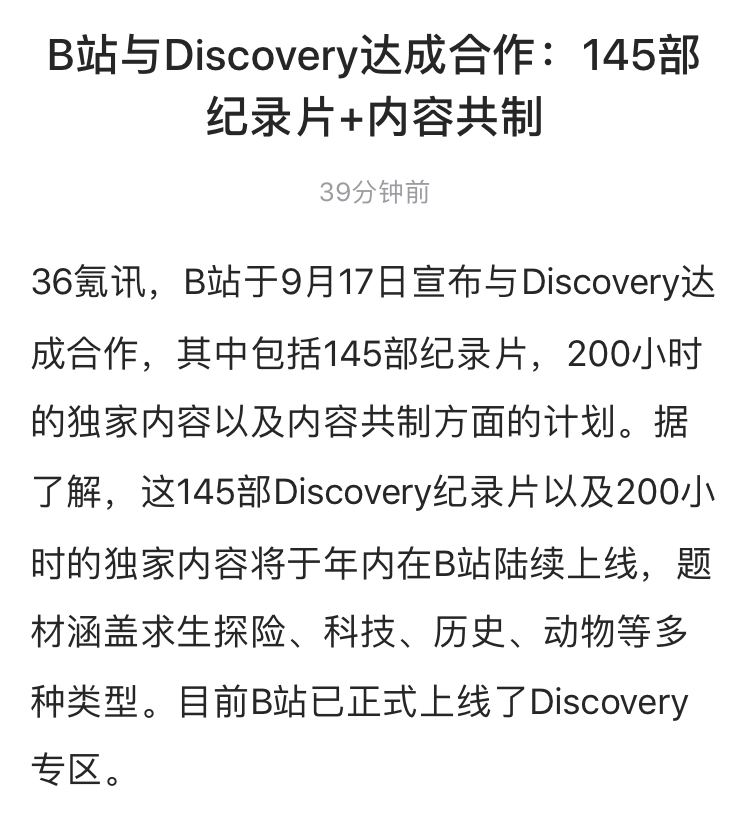 B站与Discovery达成合作：145部
纪录片+内容共制
39分钟前
36氪讯，B站于9月17日宣布与Discovery达
成合作，其中包括145部纪录片，200小时
的独家内容以及内容共制方面的计划。据
了解，这145部Discovery纪录片以及200小
时的独家内容将于年内在B站陆续上线，题
材涵盖求生探险、科技、历史、动物等多
种类型。目前B站已正式上线了Discovery
专区。